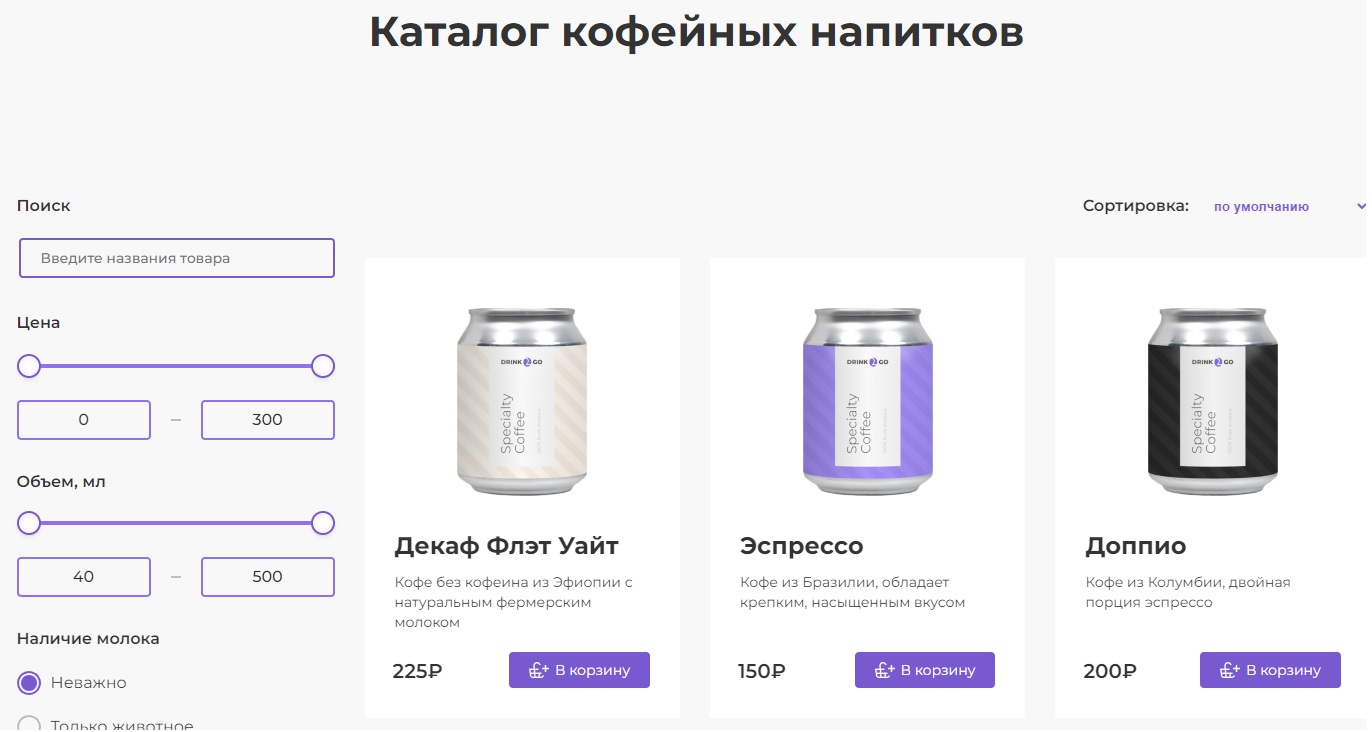 Каталог кофейных напитков
Поиск
Сортировка: по умолчанию
Введите названия товара
Цена
0 – 300
Объем, мл
40 – 500
Наличие молока
Неважно
Только животное
DRINK 2 GO
Specialty
Coffee
Декаф Флэт Уайт
Кофе без кофеина из Эфиопии с
натуральным фермерским
молоком
225₽ В корзину
DRINK 2 GO
Specialty
Coffee
Эспрессо
Кофе из Бразилии, обладает
крепким, насыщенным вкусом
150₽ В корзину
DRINK 2 GO
Specialty
Coffee
Доппио
Кофе из Колумбии, двойная
порция эспрессо
200₽ В корзину